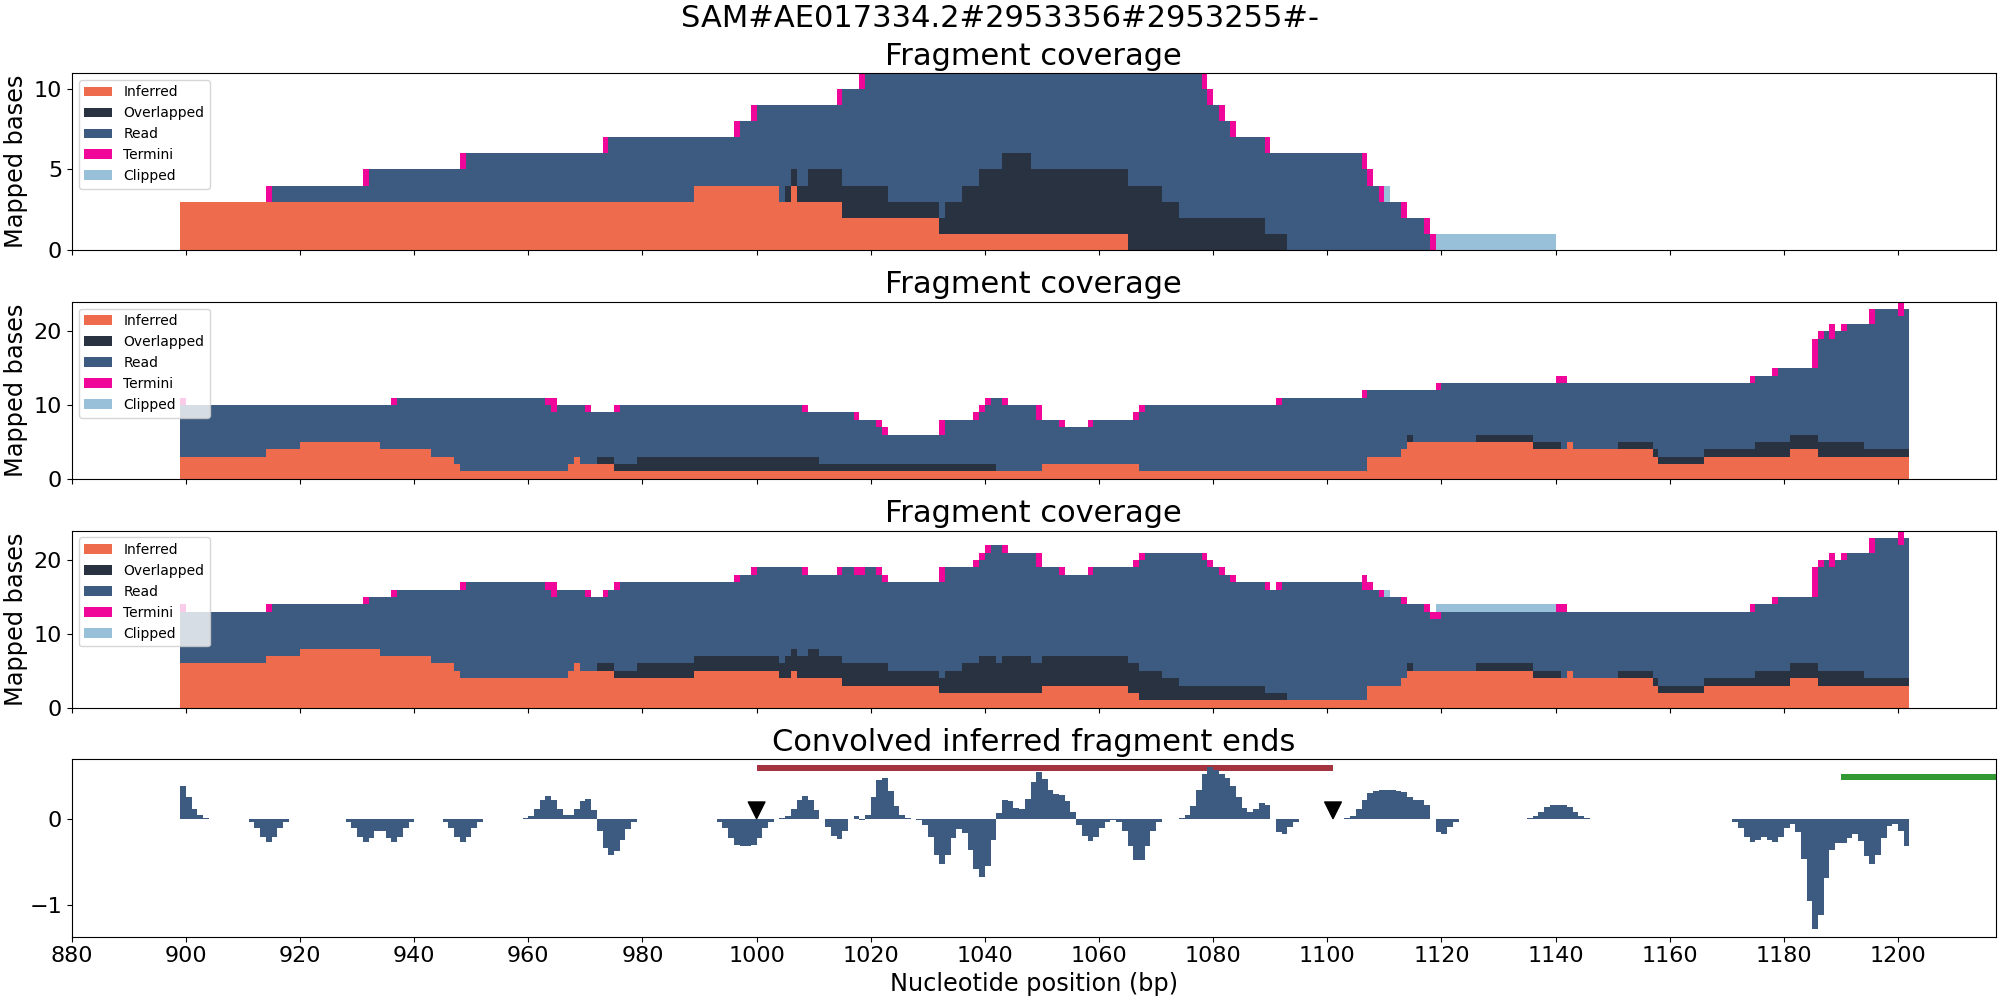 SAM#AE017334.2#2953356#2953255#-
Fragment coverage
Mapped bases
10
5
0
Inferred
Overlapped
Read
Termini
Clipped
Fragment coverage
Mapped bases
20
10
0
Inferred
Overlapped
Read
Termini
Clipped
Fragment coverage
Mapped bases
20
10
0
Inferred
Overlapped
Read
Termini
Clipped
Convolved inferred fragment ends
0
−1
880 900 920 940 960 980 1000 1020 1040 1060 1080 1100 1120 1140 1160 1180 1200
Nucleotide position (bp)